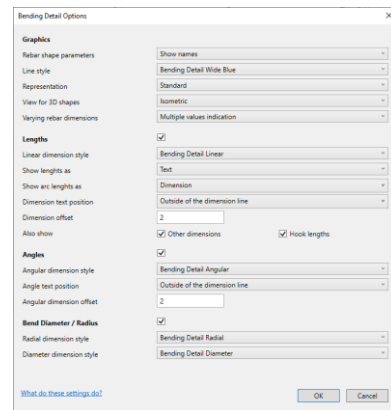 Bending Detail Options
Graphics
Rebar shape parameters Show names
Line style Bending Detail Wide Blue
Representation Standard
View for 3D shapes Isometric
Varying rebar dimensions Multiple values indication
Lengths
Linear dimension style Bending Detail Linear
Show lenghts as Text
Show arc lenghts as Dimension
Dimension text position Outside of the dimension line
Dimension offset 2
Also show Other dimensions Hook lengths
Angles
Angular dimension style Bending Detail Angular
Angle text position Outside of the dimension line
Angular dimension offset 2
Bend Diameter / Radius
Radial dimension style Bending Detail Radial
Diameter dimension style Bending Detail Diameter
What do these settings do? OK Cancel